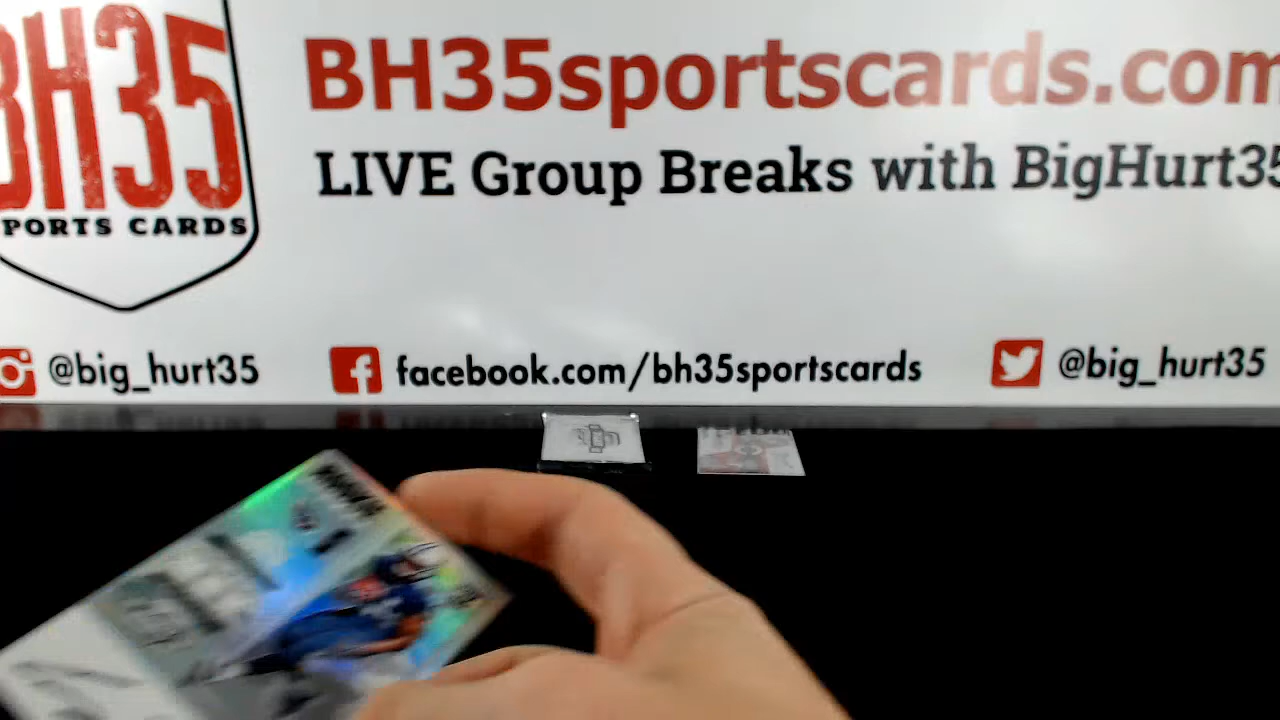 BH35
PORTS CARDS
BH35sportscards.com
LIVE Group Breaks with BigHurt35
@big_hurt35
facebook.com/bh35sportscards
@big_hurt35